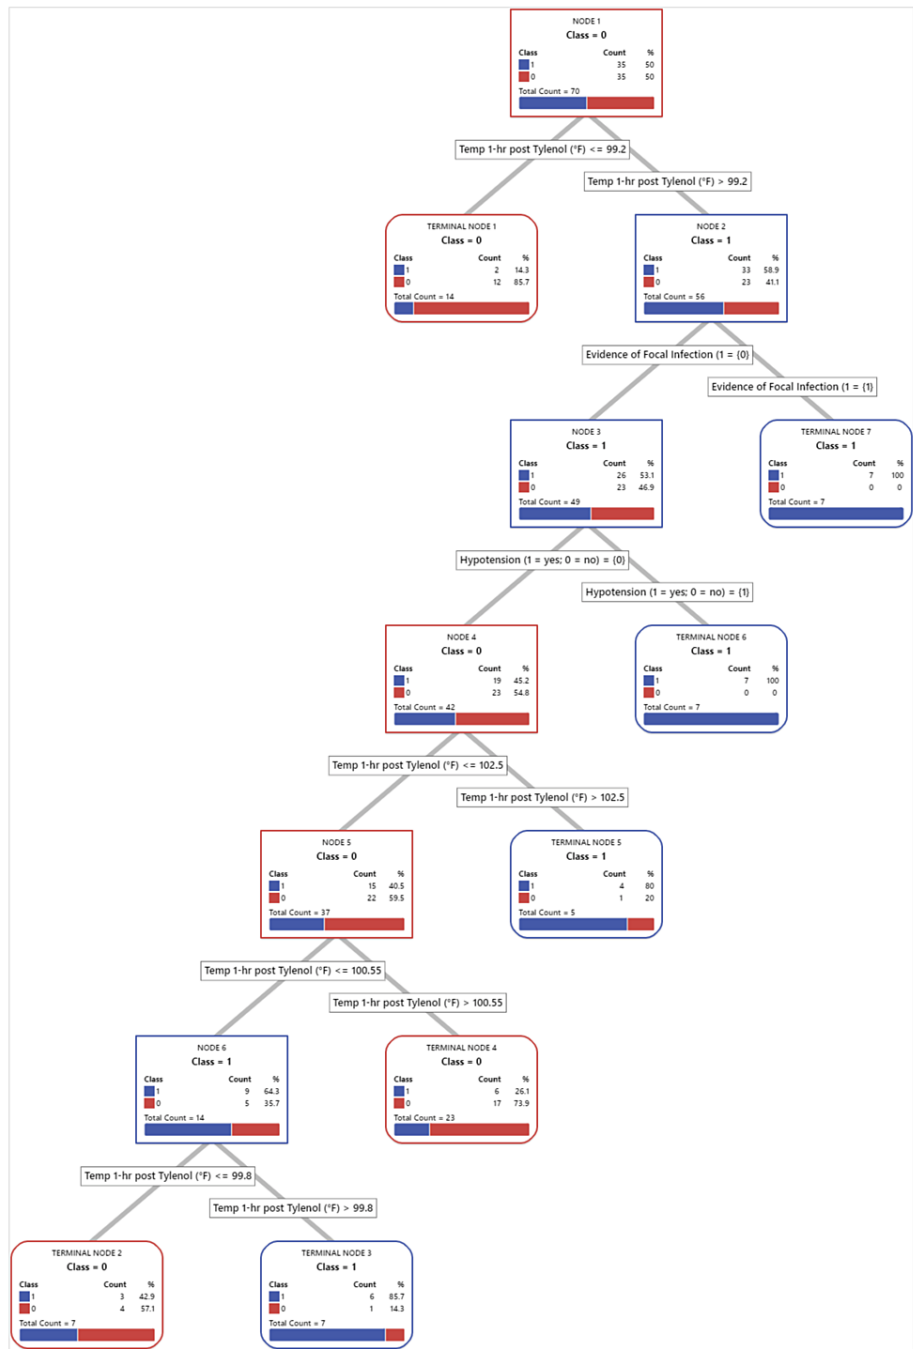 NODE 1
Class = 0
Class Count %
1 35 50
0 35 50
Total Count = 70
Temp 1-hr post Tylenol (°F) <= 99.2
Temp 1-hr post Tylenol (°F) > 99.2
TERMINAL NODE 1
Class = 0
Class Count %
1 2 14.3
0 12 85.7
Total Count = 14
NODE 2
Class = 1
Class Count %
1 33 58.9
0 23 41.1
Total Count = 56
Evidence of Focal Infection (1 = {0}
Evidence of Focal Infection (1 = {1}
NODE 3
Class = 1
Class Count %
1 26 53.1
0 23 46.9
Total Count = 49
TERMINAL NODE 7
Class = 1
Class Count %
1 7 100
0 0 0
Total Count = 7
Hypotension (1 = yes; 0 = no) = {0}
Hypotension (1 = yes; 0 = no) = {1}
NODE 4
Class = 0
Class Count %
1 19 45.2
0 23 54.8
Total Count = 42
TERMINAL NODE 6
Class = 1
Class Count %
1 7 100
0 0 0
Total Count = 7
Temp 1-hr post Tylenol (°F) <= 102.5
Temp 1-hr post Tylenol (°F) > 102.5
NODE 5
Class = 0
Class Count %
1 15 40.5
0 22 59.5
Total Count = 37
TERMINAL NODE 5
Class = 1
Class Count %
1 4 80
0 1 20
Total Count = 5
Temp 1-hr post Tylenol (°F) <= 100.55
Temp 1-hr post Tylenol (°F) > 100.55
NODE 6
Class = 1
Class Count %
1 9 64.3
0 5 35.7
Total Count = 14
TERMINAL NODE 4
Class = 0
Class Count %
1 6 26.1
0 17 73.9
Total Count = 23
Temp 1-hr post Tylenol (°F) <= 99.8
Temp 1-hr post Tylenol (°F) > 99.8
TERMINAL NODE 2
Class = 0
Class Count %
1 3 42.9
0 4 57.1
Total Count = 7
TERMINAL NODE 3
Class = 1
Class Count %
1 6 85.7
0 1 14.3
Total Count = 7